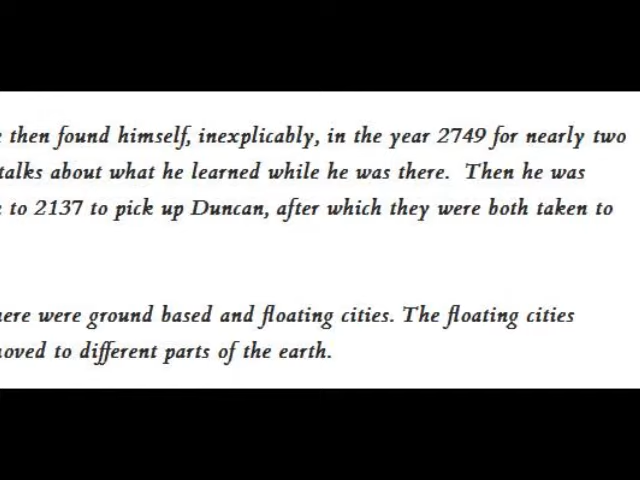 then found himself, inexplicably, in the year 2749 for nearly two
talks about what he learned while he was there. Then he was
to 2137 to pick up Duncan, after which they were both taken to
were ground based and floating cities. The floating cities
to different parts of the earth.